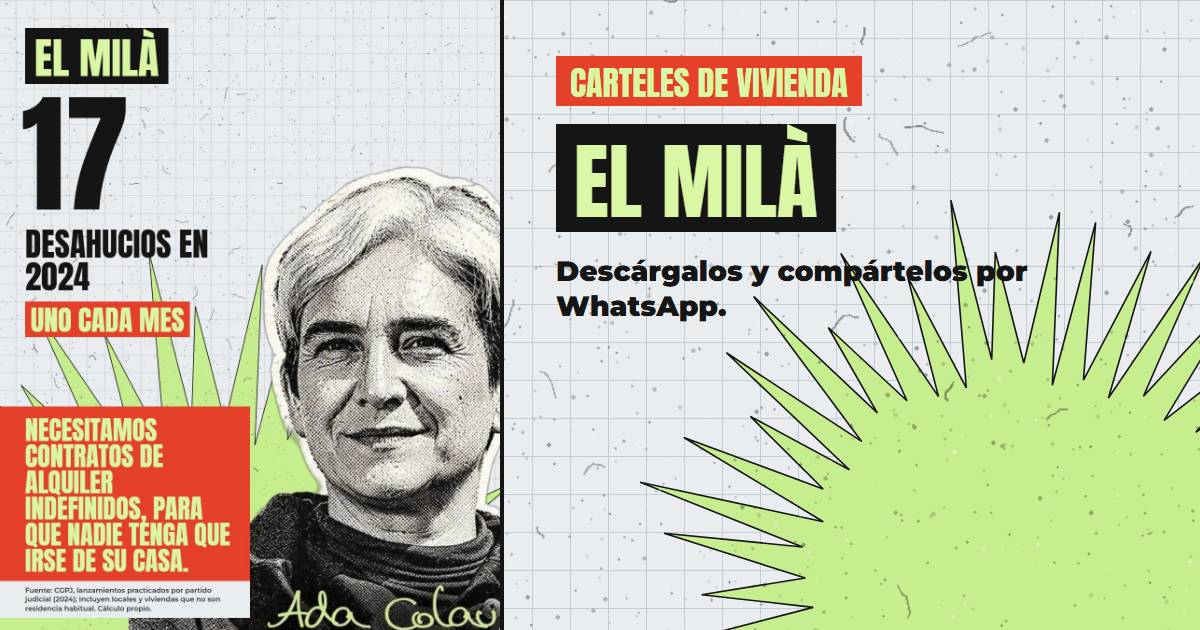 EL MILÀ
17
DESAHUCIOS EN
2024
UNO CADA MES
NECESITAMOS
CONTRATOS DE
ALQUILER
INDEFINIDOS, PARA
QUE NADIE TENGA QUE
IRSE DE SU CASA.
Fuente: CGPJ, lanzamientos practicados por partido
judicial (2024); incluyen locales y viviendas que no son
residencia habitual. Cálculo propio.
Ada Colau
CARTELES DE VIVIENDA
EL MILÀ
Descárgalos y compártelos por
WhatsApp.